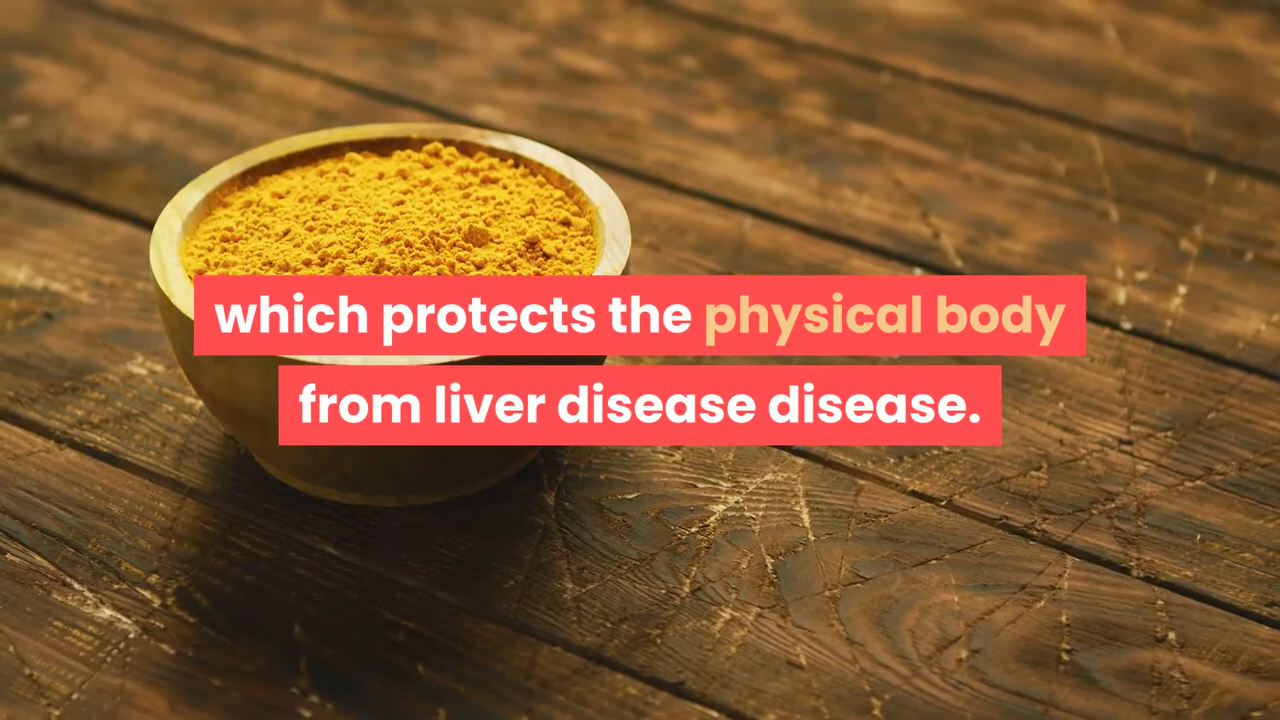 which protects the physical body
from liver disease disease.